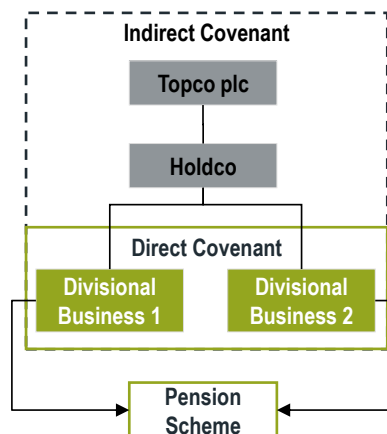 Indirect Covenant
Topco plc
Holdco
Direct Covenant
Divisional
Business 1
Divisional
Business 2
Pension
Scheme